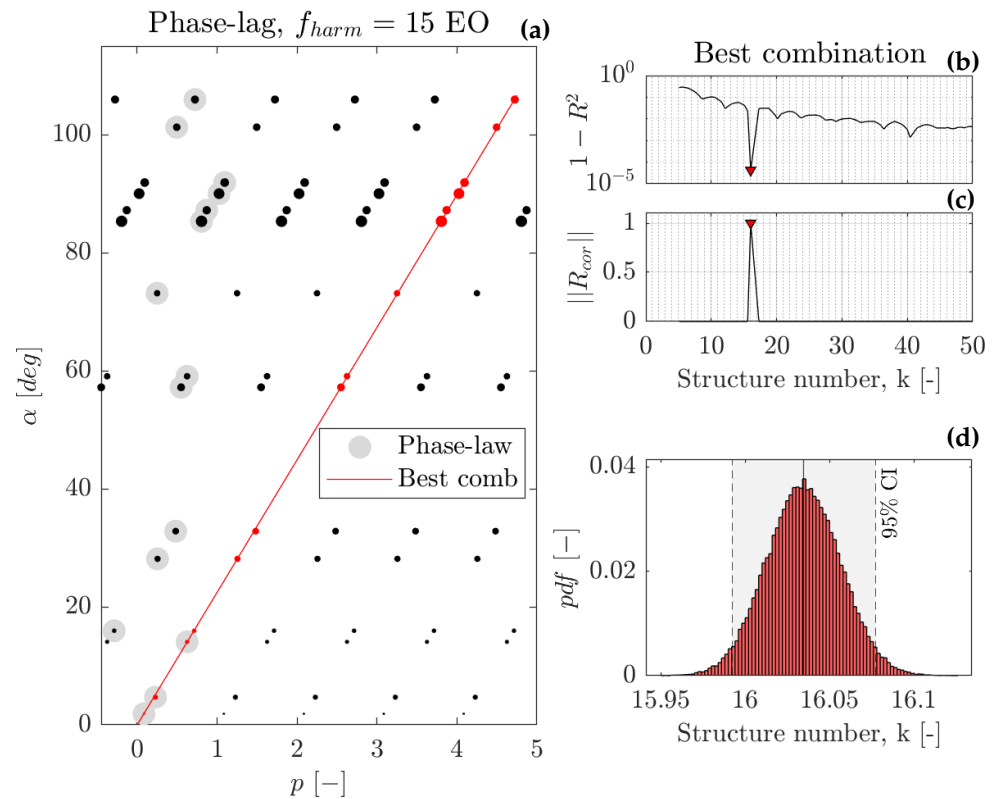 Phase-lag, f_harm = 15 EO
(a)
100
80
60
40
20
0
α [deg]
0 1 2 3 4 5
p [−]
Phase-law
Best comb
Best combination
(b)
10^0
10^-5
1 − R^2
(c)
1
0.5
0
||R_cor||
0 10 20 30 40 50
Structure number, k [-]
(d)
0.04
0.02
0
pdf [−]
95% CI
15.95 16 16.05 16.1
Structure number, k [-]